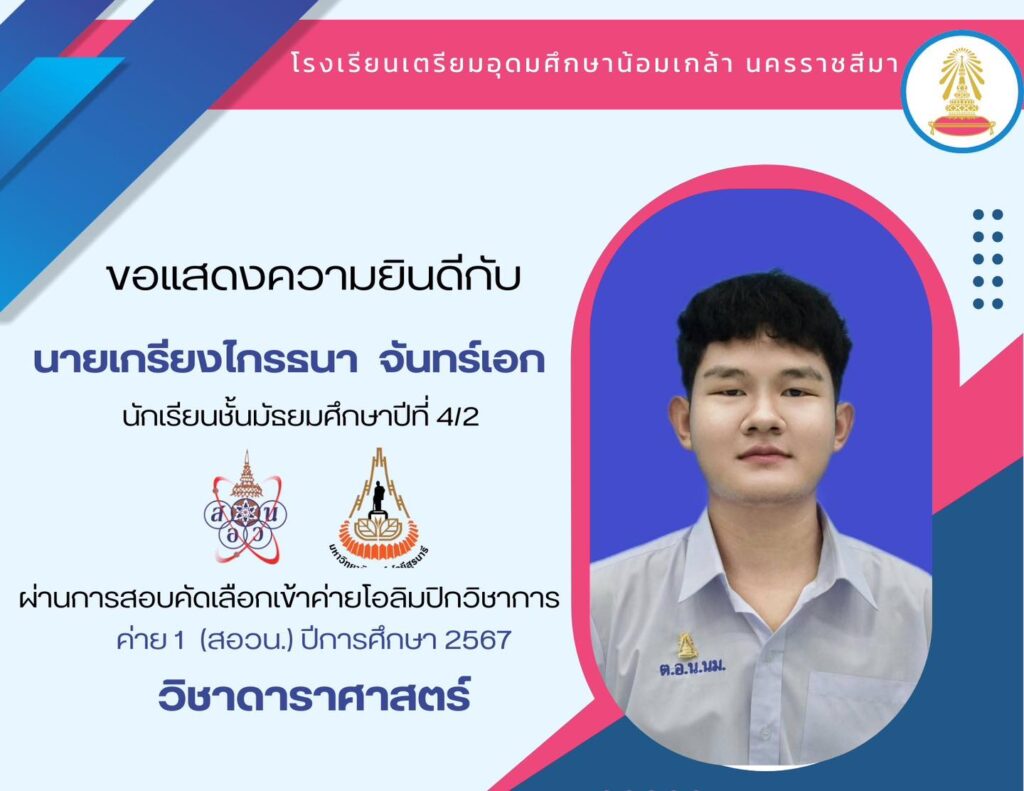 โรงเรียนเตรียมอุดมศึกษาน้อมเกล้า นครราชสีมา
ขอแสดงความยินดีกับ
นายเกรียงไกรธนา จันทร์เอก
นักเรียนชั้นมัธยมศึกษาปีที่ 4/2
สอวน
ผ่านการสอบคัดเลือกเข้าค่ายโอลิมปิกวิชาการ
ค่าย 1 (สอวน.) ปีการศึกษา 2567
วิชาดาราศาสตร์
ต.อ.น.นม.